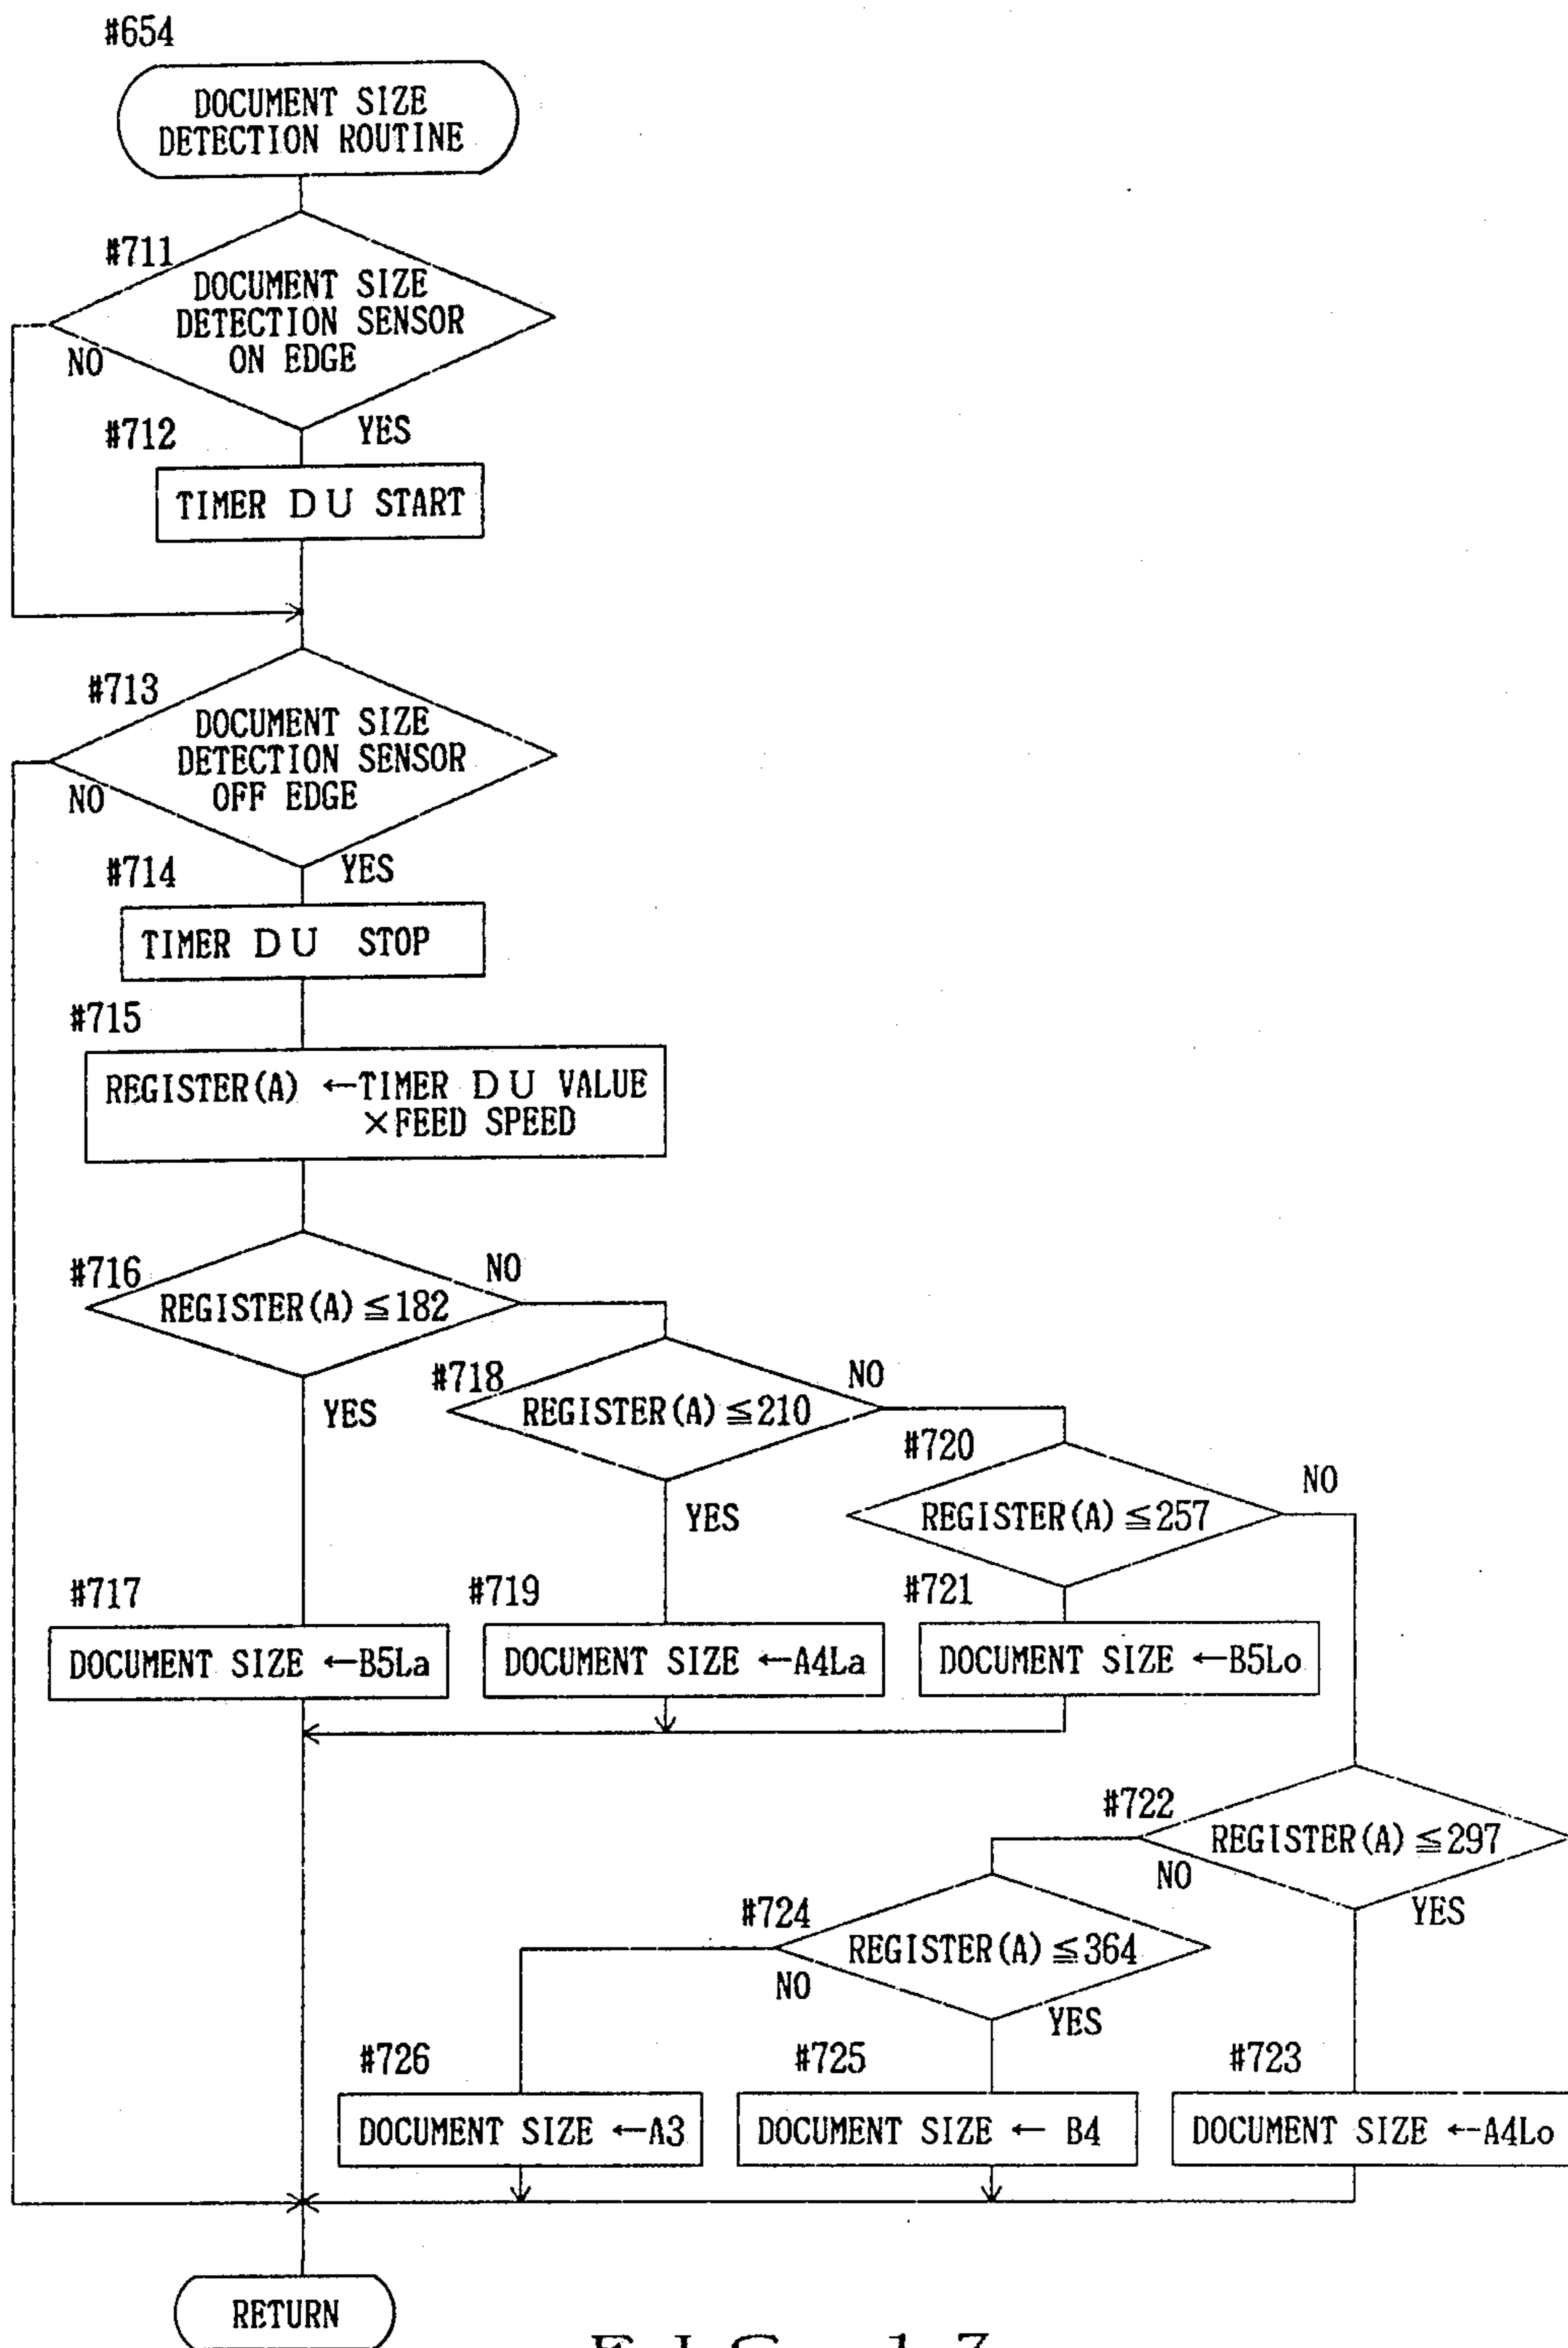 #654
DOCUMENT SIZE
DETECTION ROUTINE
#711
DOCUMENT SIZE
DETECTION SENSOR
ON EDGE
NO
YES
#712
TIMER DU START
#713
DOCUMENT SIZE
DETECTION SENSOR
OFF EDGE
NO
YES
#714
TIMER DU STOP
#715
REGISTER(A) ←TIMER DU VALUE
×FEED SPEED
#716
REGISTER(A)≦182
NO
YES
#718
REGISTER(A)≦210
NO
YES
#720
REGISTER(A)≦257
NO
#717
DOCUMENT SIZE ←B5La
#719
DOCUMENT SIZE ←A4La
#721
DOCUMENT SIZE ←B5Lo
#722
REGISTER(A)≦297
NO
YES
#724
REGISTER(A)≦364
NO
YES
#726
DOCUMENT SIZE ←A3
#725
DOCUMENT SIZE ← B4
#723
DOCUMENT SIZE ←A4Lo
RETURN